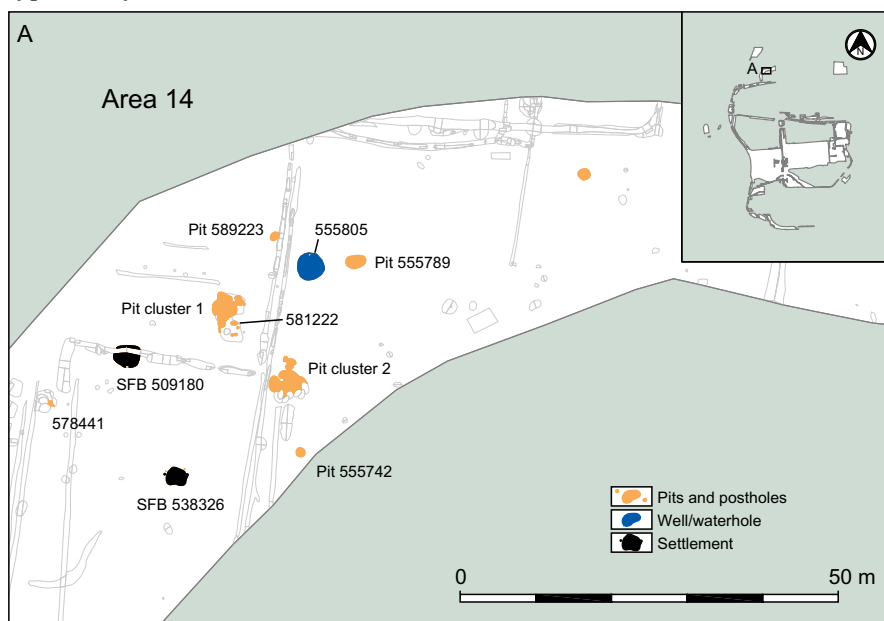 A
Area 14
A
N
Pit 589223
555805
Pit 555789
Pit cluster 1
581222
Pit cluster 2
SFB 509180
578441
Pit 555742
SFB 538326
Pits and postholes
Well/waterhole
Settlement
0
50 m